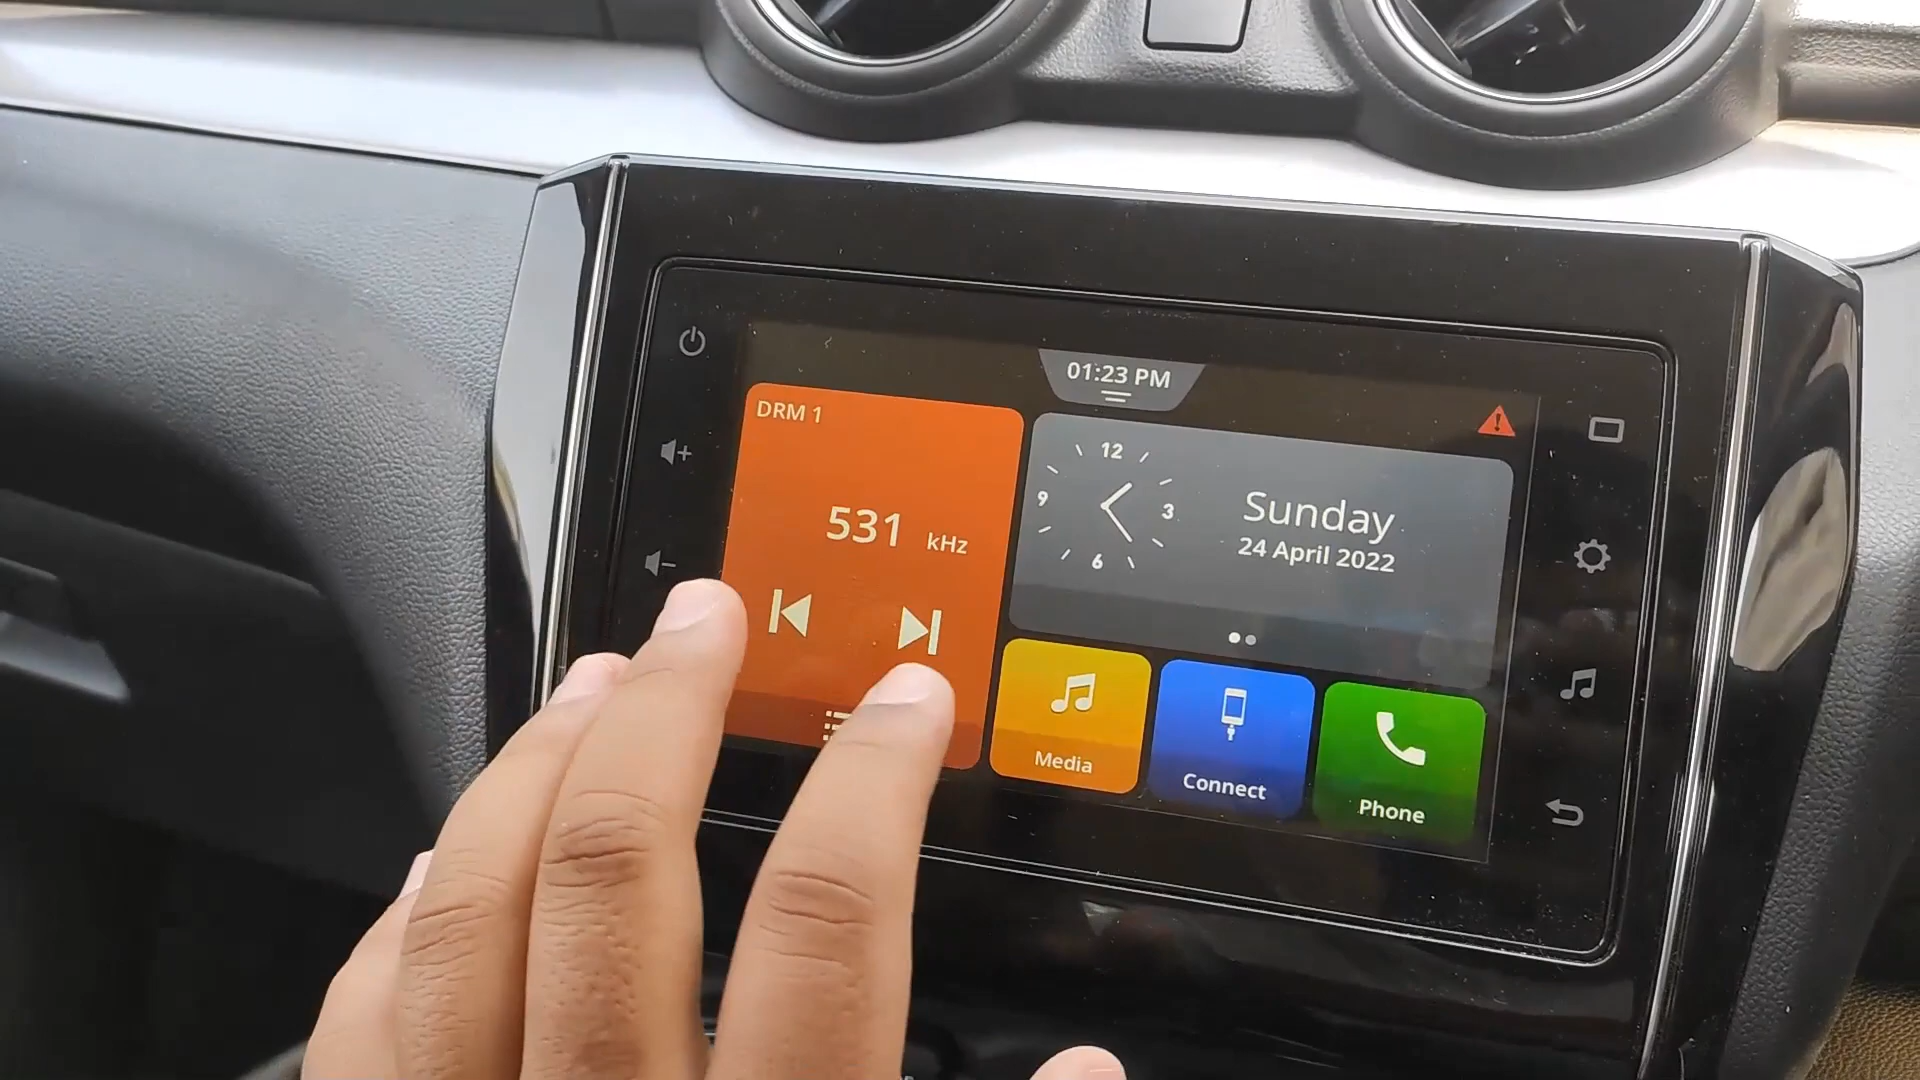 01:23 PM
DRM 1
531 kHz
12
9
3
6
Sunday
24 April 2022
Media
Connect
Phone